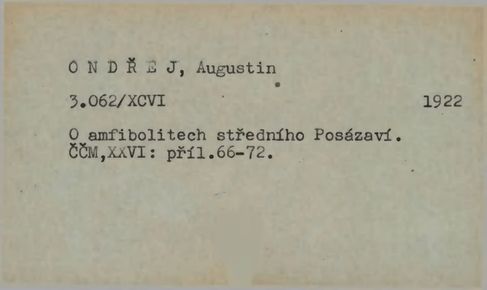 O N D Ř E J, Augustin
3.062/XCVI 1922
O amfibolitech středního Posázaví.
ČČM,XXVI: příl.66-72.